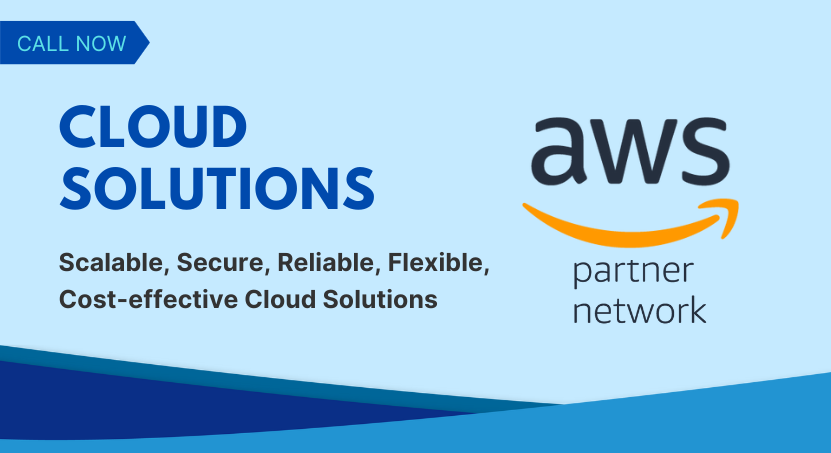 CALL NOW
CLOUD
SOLUTIONS
Scalable, Secure, Reliable, Flexible,
Cost-effective Cloud Solutions
aws
partner
network